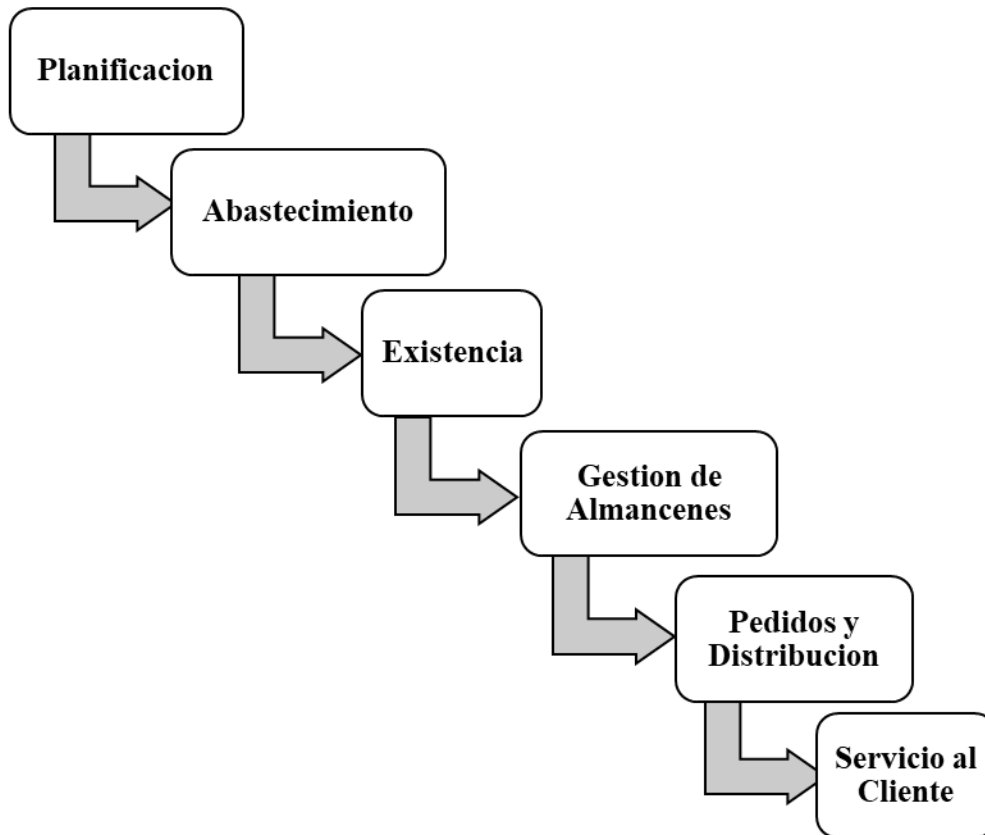 Planificacion
Abastecimiento
Existencia
Gestion de
Almancenes
Pedidos y
Distribucion
Servicio al
Cliente